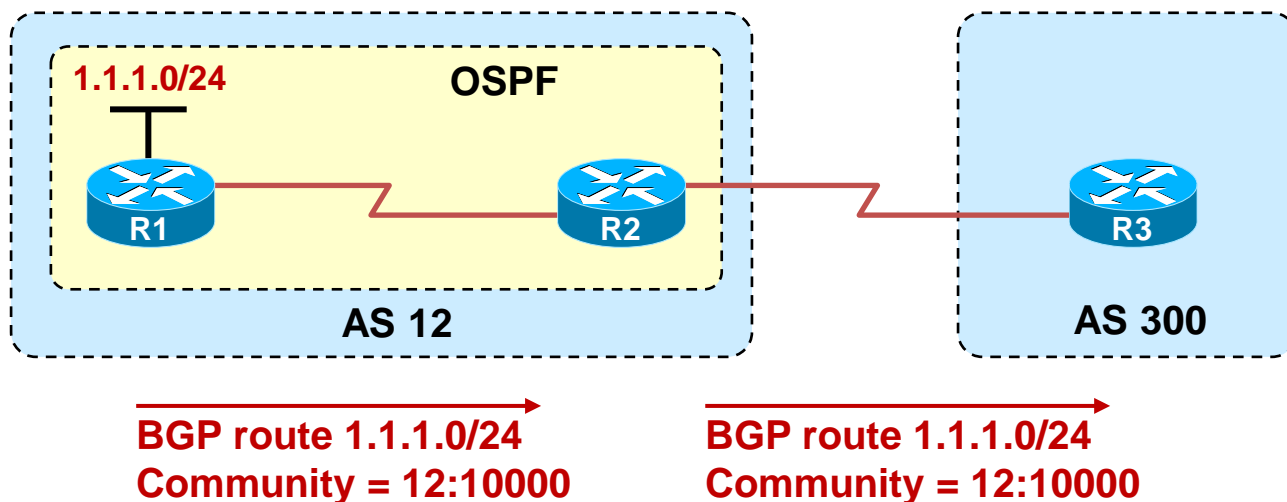 1.1.1.0/24
OSPF
R1
R2
R3
AS 12
AS 300
BGP route 1.1.1.0/24
Community = 12:10000
BGP route 1.1.1.0/24
Community = 12:10000